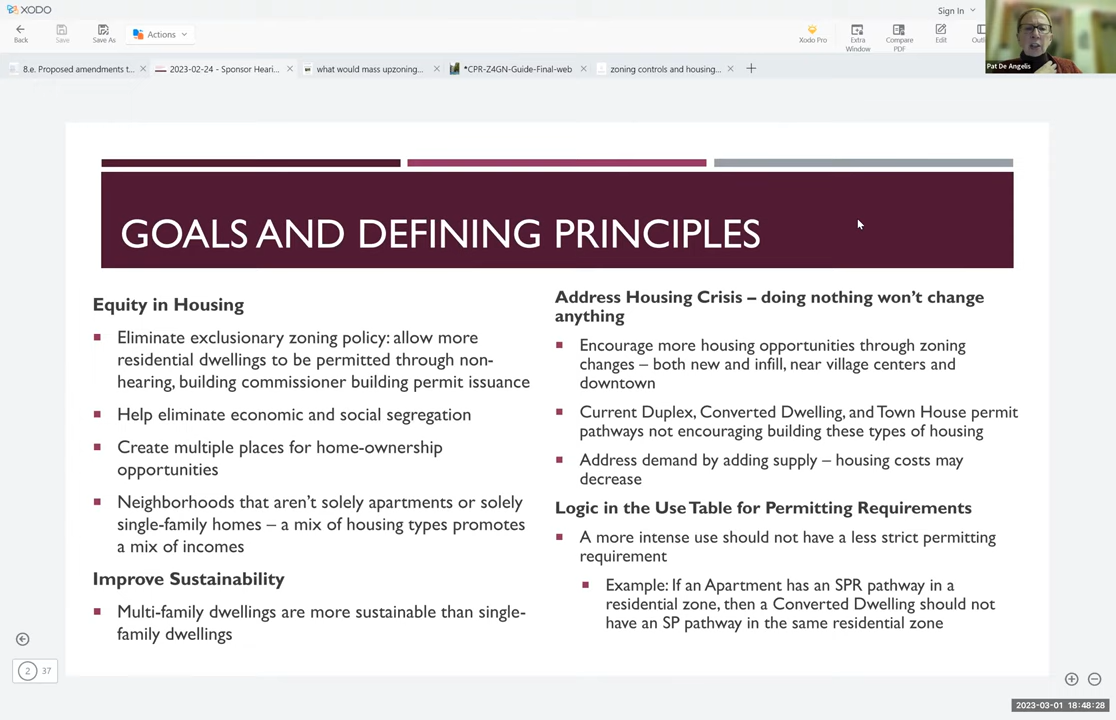 XODO
Sign In
Back
Save
Save As
Actions
Xodo Pro
Extra
Window
Compare
PDF
Edit
Pat De Angelis
8.e. Proposed amendments t...
2023-02-24 - Sponsor Heari...
what would mass upzoning...
*CPR-Z4GN-Guide-Final-web
zoning controls and housing...
GOALS AND DEFINING PRINCIPLES
Equity in Housing
Eliminate exclusionary zoning policy: allow more
residential dwellings to be permitted through non-
hearing, building commissioner building permit issuance
Help eliminate economic and social segregation
Create multiple places for home-ownership
opportunities
Neighborhoods that aren't solely apartments or solely
single-family homes – a mix of housing types promotes
a mix of incomes
Improve Sustainability
Multi-family dwellings are more sustainable than single-
family dwellings
Address Housing Crisis – doing nothing won't change
anything
Encourage more housing opportunities through zoning
changes – both new and infill, near village centers and
downtown
Current Duplex, Converted Dwelling, and Town House permit
pathways not encouraging building these types of housing
Address demand by adding supply – housing costs may
decrease
Logic in the Use Table for Permitting Requirements
A more intense use should not have a less strict permitting
requirement
Example: If an Apartment has an SPR pathway in a
residential zone, then a Converted Dwelling should not
have an SP pathway in the same residential zone
2
37
2023-03-01 18:48:28